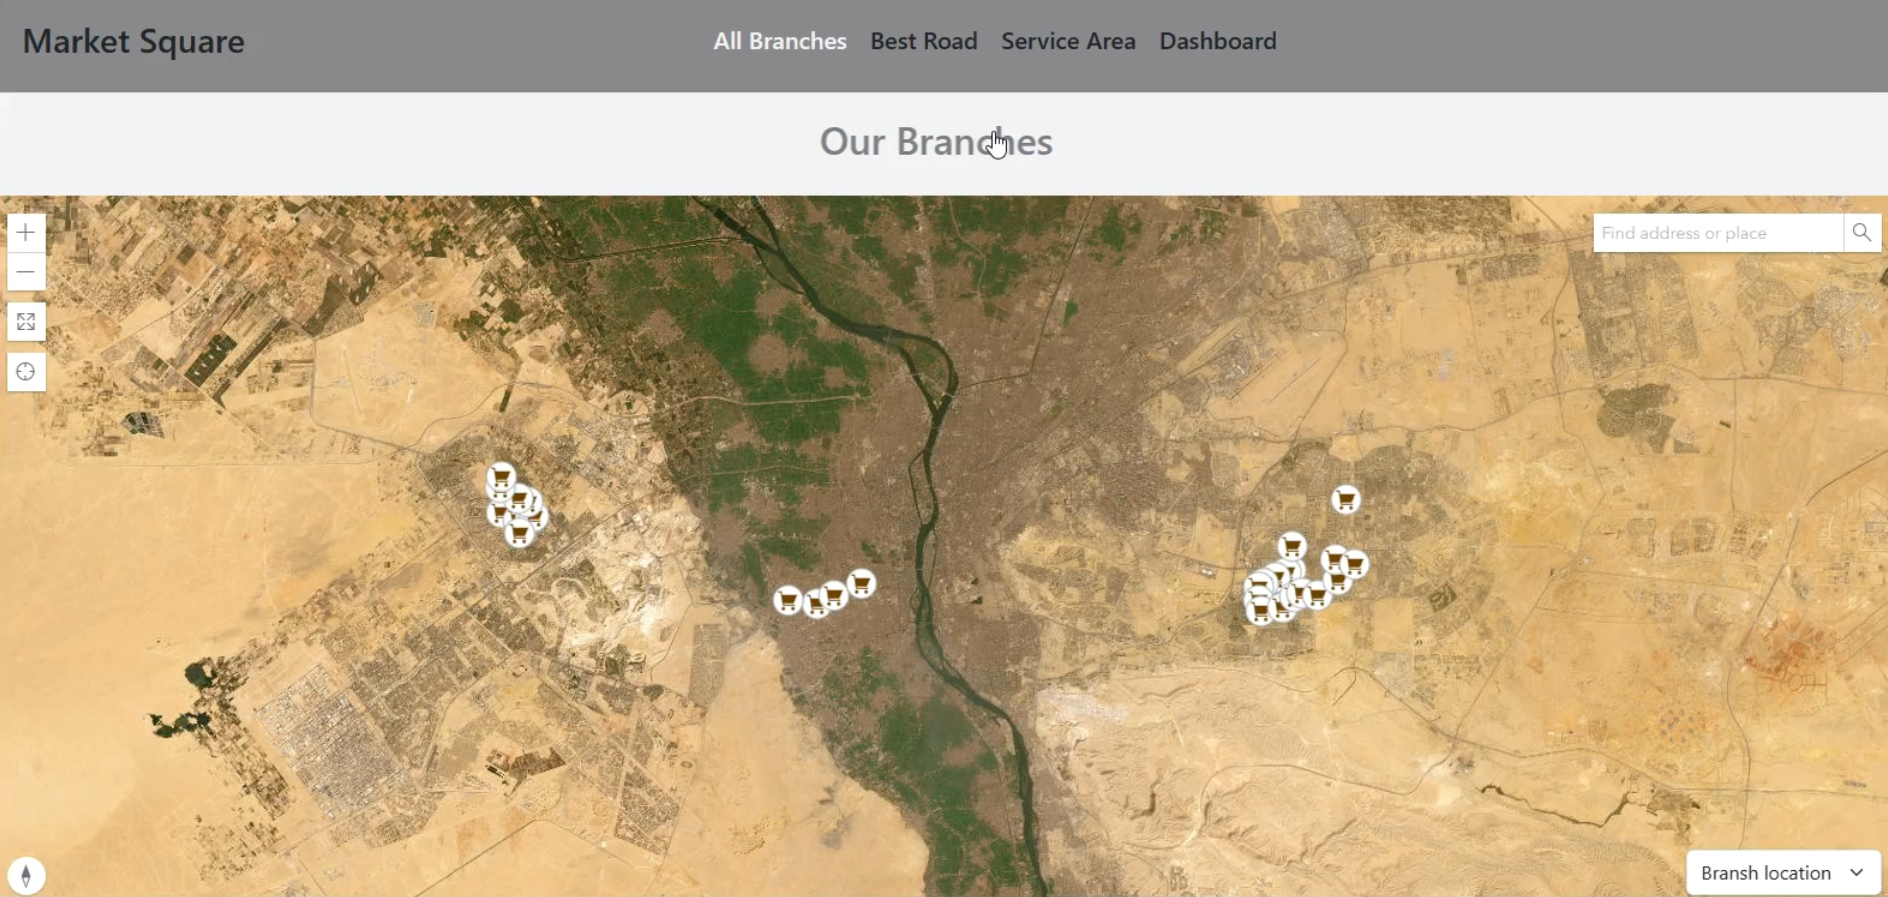 Market Square
All Branches Best Road Service Area Dashboard
Our Branches
Find address or place
Bransh location